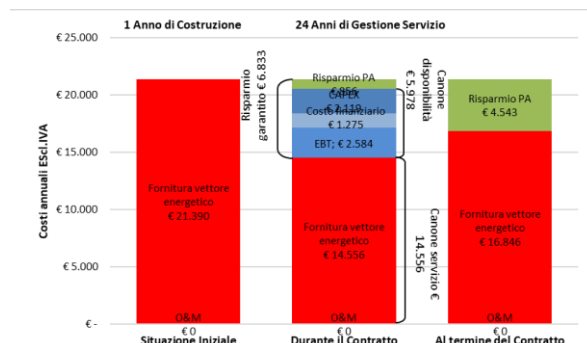 1 Anno di Costruzione
24 Anni di Gestione Servizio
Costi annuali EScl.IVA
€ 25.000
€ 20.000
€ 15.000
€ 10.000
€ 5.000
€ -
Fornitura vettore
energetico
€ 21.390
O&M
€ 0
Situazione Iniziale
Risparmio
garantito € 6.833
Risparmio PA
€ 856
CAPEX
€ 2.119
Costo finanziario
€ 1.275
EBT; € 2.584
Fornitura vettore
energetico
€ 14.556
O&M
€ 0
Durante il Contratto
Canone
disponibilità
€ 5.978
Canone servizio €
14.556
Risparmio PA
€ 4.543
Fornitura vettore
energetico
€ 16.846
O&M
€ 0
Al termine del Contratto